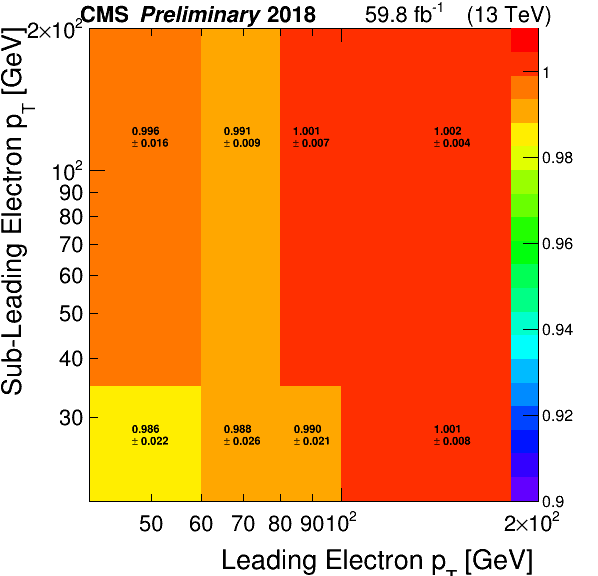 CMS Preliminary 2018 59.8 fb⁻¹ (13 TeV)
Sub-Leading Electron p_T [GeV]
2×10²
10²
90
80
70
60
50
40
30
0.996 0.991 1.001 1.002
± 0.016 ± 0.009 ± 0.007 ± 0.004
0.986 0.988 0.990 1.001
± 0.022 ± 0.026 ± 0.021 ± 0.008
1
0.98
0.96
0.94
0.92
0.9
50 60 70 80 90 10² 2×10²
Leading Electron p_T [GeV]